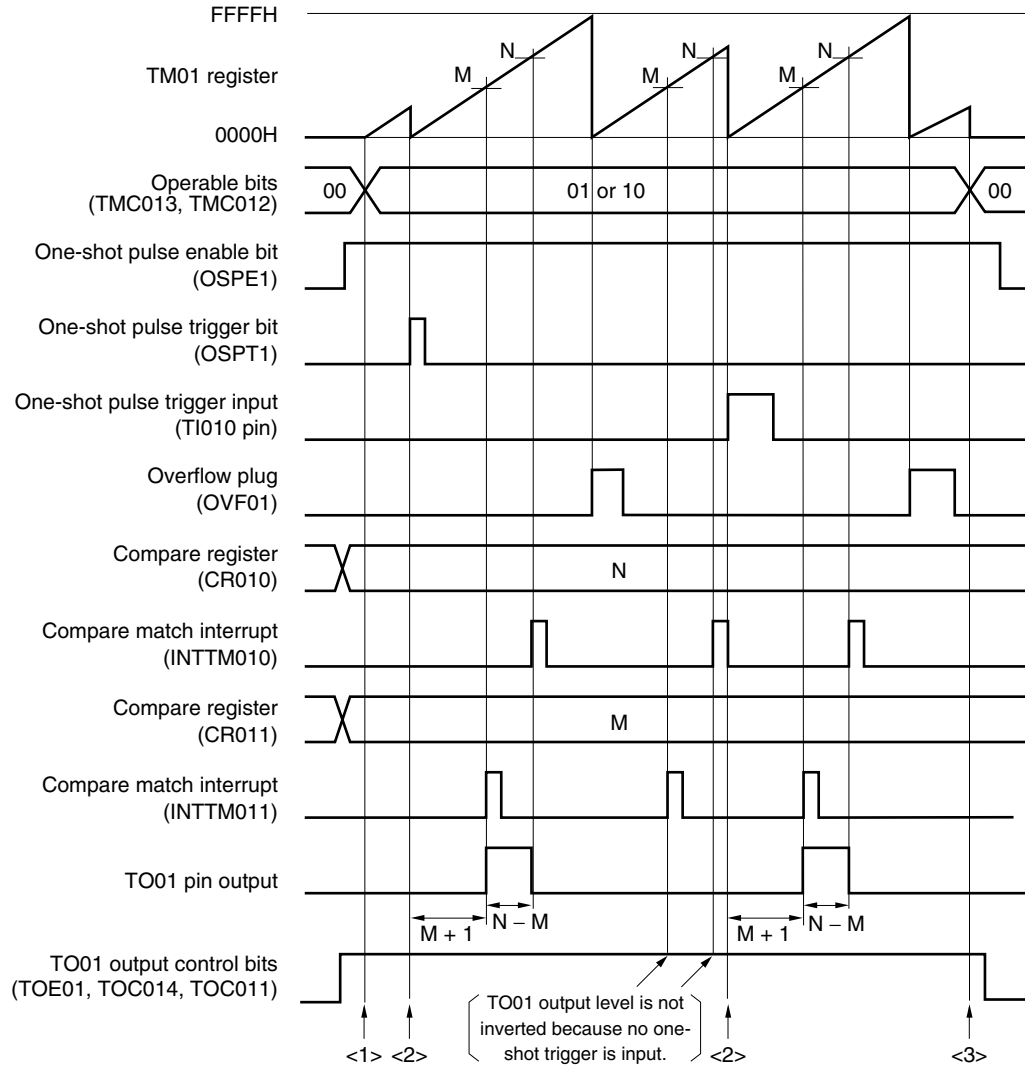 FFFFH
TM01 register
M
N
M
N
M
N
0000H
Operable bits
(TMC013, TMC012)
00
01 or 10
00
One-shot pulse enable bit
(OSPE1)
One-shot pulse trigger bit
(OSPT1)
One-shot pulse trigger input
(TI010 pin)
Overflow plug
(OVF01)
Compare register
(CR010)
N
Compare match interrupt
(INTTM010)
Compare register
(CR011)
M
Compare match interrupt
(INTTM011)
TO01 pin output
M + 1
N – M
M + 1
N – M
TO01 output control bits
(TOE01, TOC014, TOC011)
TO01 output level is not
inverted because no one-
shot trigger is input.
<1> <2> <2> <3>